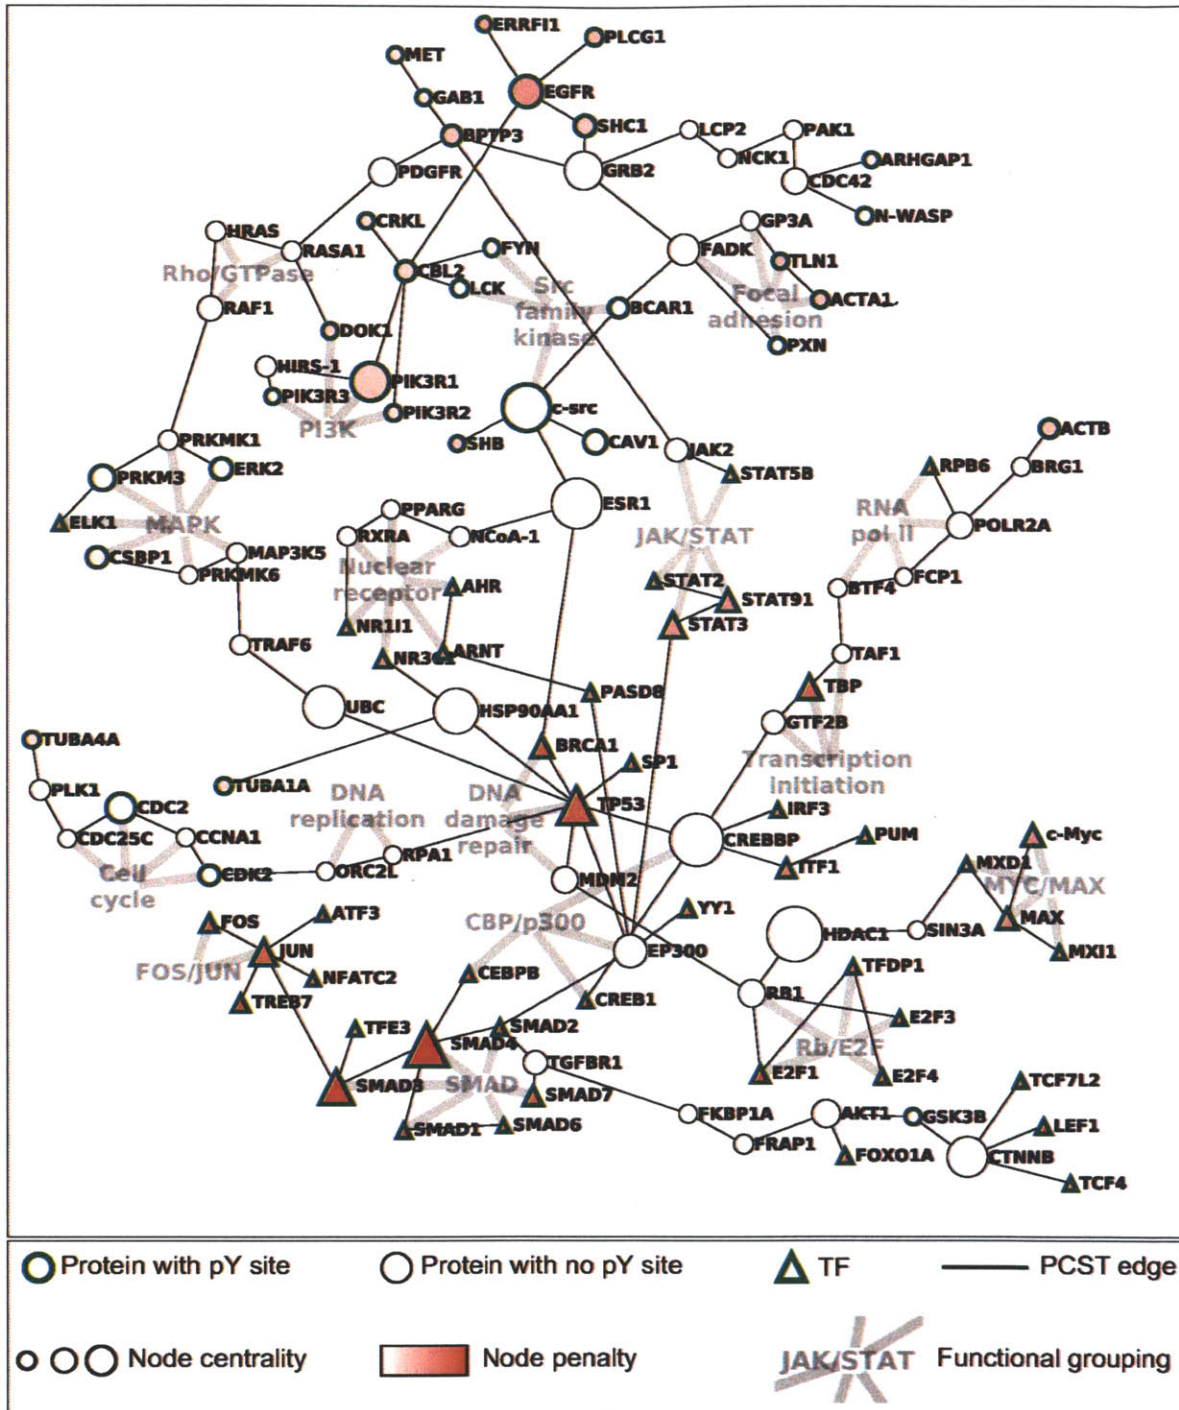 ERRFI1
PLCG1
MET
GAB1
EGFR
BPTP3
SHC1
LCP2
PAK1
NCK1
ARHGAP1
PDGFR
GRB2
CDC42
N-WASP
HRAS
CRKL
GP3A
RASA1
FYN
FADK
TLN1
Rho/GTPase
CBL2
LCK
Src
family
kinase
Focal
adhesion
ACTA1
RAF1
BCAR1
DOK1
PXN
HIRS-1
PIK3R1
PIK3R3
PIK3R2
PI3K
c-src
SHB
CAV1
JAK2
ACTB
PRKMK1
PRKM3
ERK2
STAT5B
RPB6
BRG1
ELK1
MAPK
PPARG
ESR1
RNA
pol II
POLR2A
RXRA
NCoA-1
JAK/STAT
CSBP1
MAP3K5
PRKMK6
Nuclear
receptor
AHR
STAT2
BTF4
FCP1
STAT91
NR1I1
STAT3
TRAF6
NR3C1
ARNT
TAF1
PASD8
TBP
UBC
HSP90AA1
GTF2B
TUBA4A
BRCA1
SP1
Transcription
initiation
PLK1
TUBA1A
CDC2
DNA
replication
DNA
damage
repair
TP53
IRF3
CDC25C
CCNA1
CREBBP
PUM
c-Myc
RPA1
ITF1
MXD1
Cell
cycle
CDK2
ORC2L
MDM2
MYC/MAX
FOS
ATF3
CBP/p300
YY1
MAX
HDAC1
SIN3A
JUN
EP300
MXI1
FOS/JUN
NFATC2
CEBPB
TFDP1
TREB7
CREB1
RB1
TFE3
SMAD2
E2F3
SMAD4
Rb/E2F
TGFBR1
SMAD3
SMAD
SMAD7
E2F1
E2F4
TCF7L2
SMAD1
SMAD6
FKBP1A
AKT1
GSK3B
LEF1
FRAP1
FOXO1A
CTNNB
TCF4
Protein with pY site
Protein with no pY site
TF
PCST edge
Node centrality
Node penalty
JAK/STAT
Functional grouping